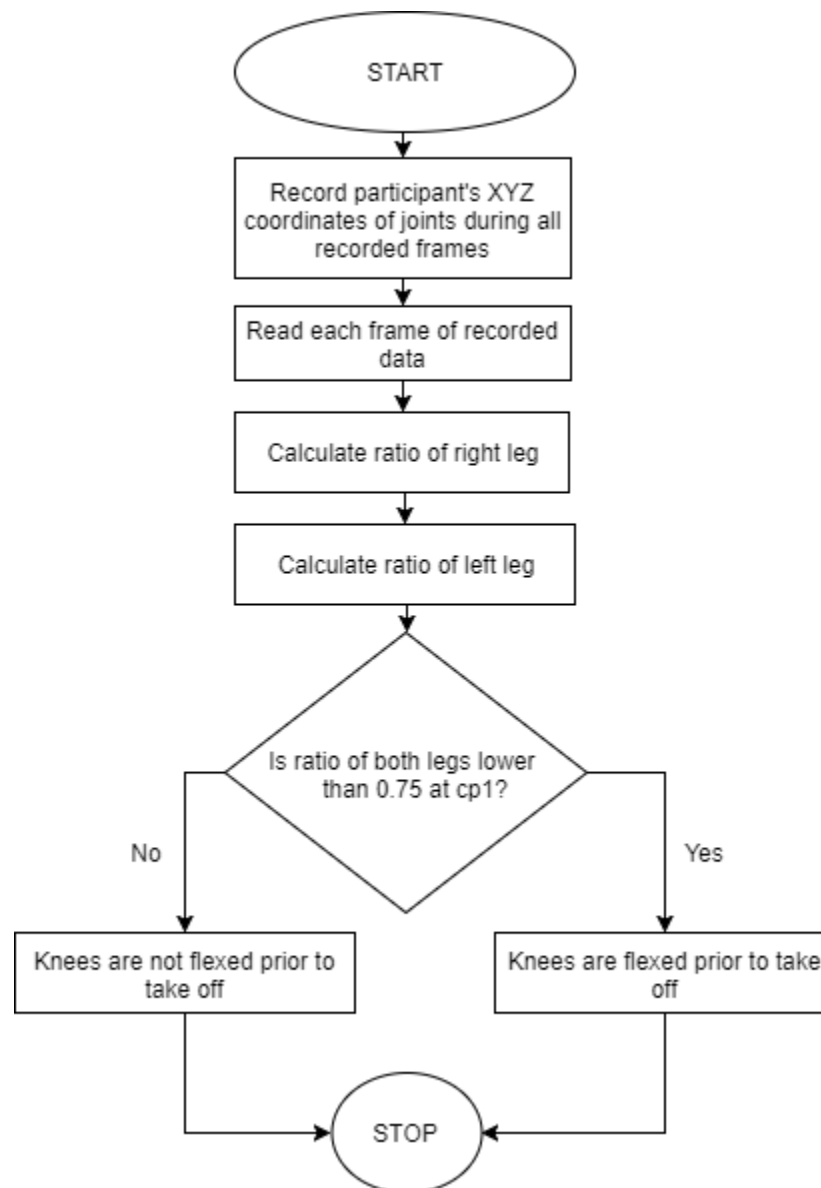 START
Record participant's XYZ
coordinates of joints during all
recorded frames
Read each frame of recorded
data
Calculate ratio of right leg
Calculate ratio of left leg
Is ratio of both legs lower
than 0.75 at cp1?
No
Yes
Knees are not flexed prior to
take off
Knees are flexed prior to take
off
STOP